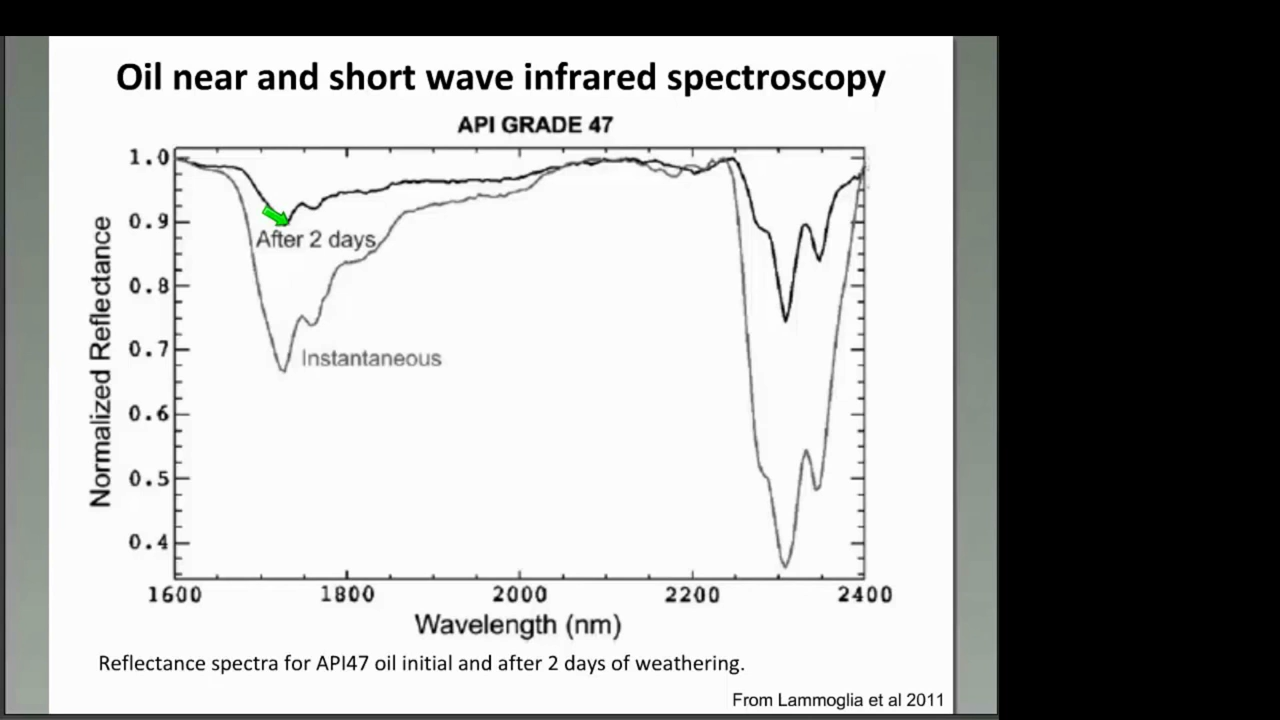 Oil near and short wave infrared spectroscopy
API GRADE 47
1.0
0.9
0.8
0.7
0.6
0.5
0.4
Normalized Reflectance
After 2 days
Instantaneous
1600 1800 2000 2200 2400
Wavelength (nm)
Reflectance spectra for API47 oil initial and after 2 days of weathering.
From Lammoglia et al 2011